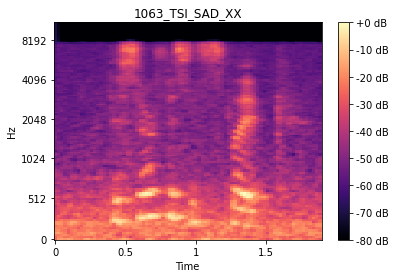 1063_TSI_SAD_XX
+0 dB
8192
-10 dB
4096
-20 dB
-30 dB
2048
-40 dB
Hz
1024
-50 dB
512
-60 dB
-70 dB
0
-80 dB
0
0.5
1
1.5
Time